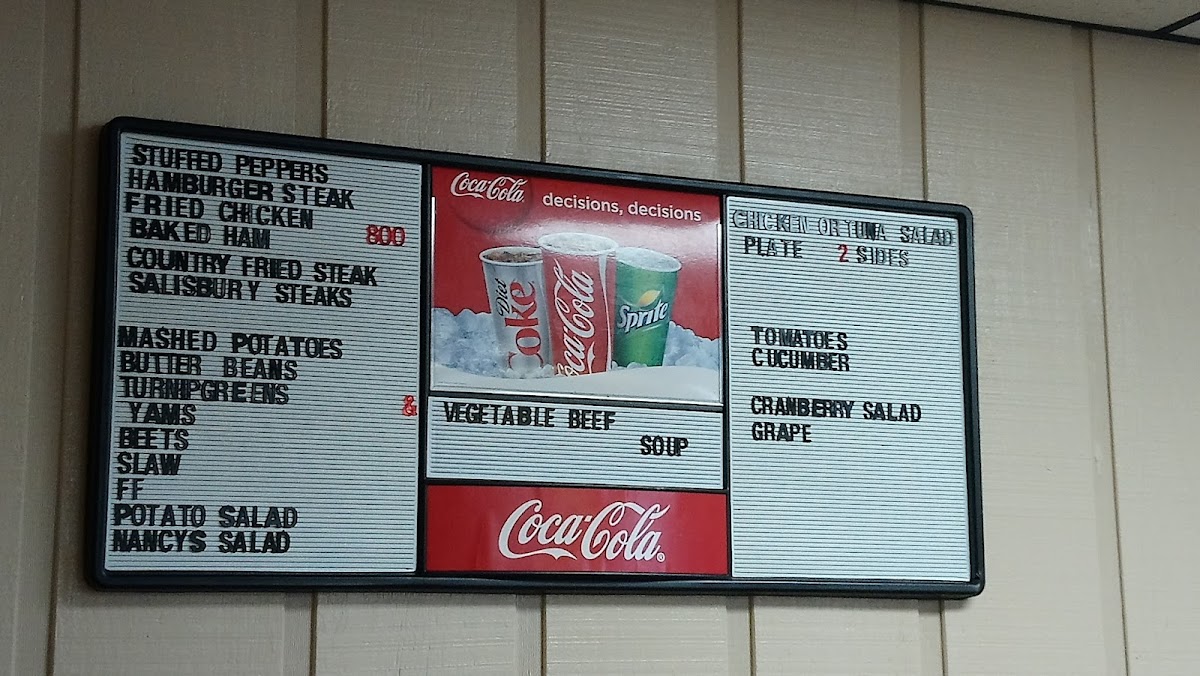 STUFFED PEPPERS
HAMBURGER STEAK
FRIED CHICKEN
BAKED HAM 800
COUNTRY FRIED STEAK
SALISBURY STEAKS
MASHED POTATOES
BUTTER BEANS
TURNIPGREENS
YAMS &
BEETS
SLAW
FF
POTATO SALAD
NANCYS SALAD
Coca-Cola
decisions, decisions
Diet Coke
Coca-Cola
Sprite
VEGETABLE BEEF
SOUP
Coca-Cola®
CHICKEN OR TUNA SALAD
PLATE 2 SIDES
TOMATOES
CUCUMBER
CRANBERRY SALAD
GRAPE